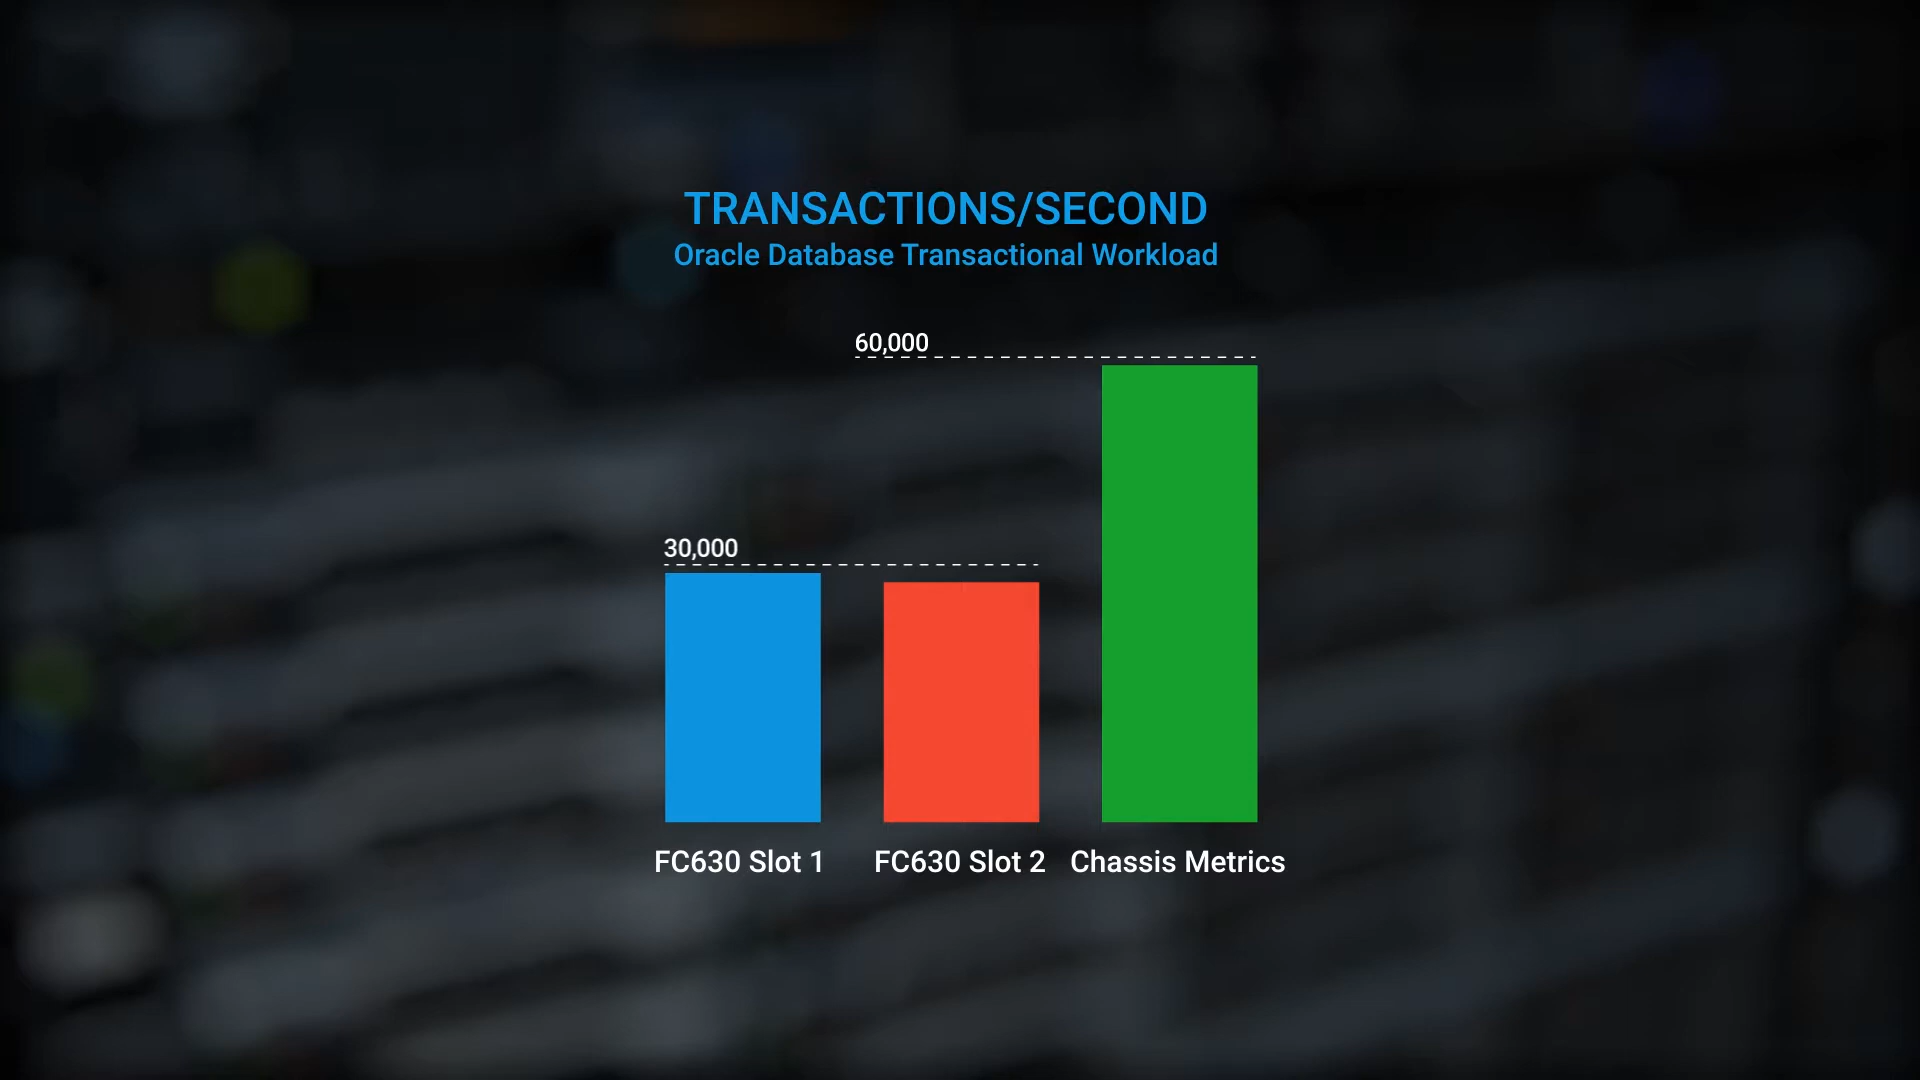 TRANSACTIONS/SECOND
Oracle Database Transactional Workload
60,000
30,000
FC630 Slot 1
FC630 Slot 2
Chassis Metrics